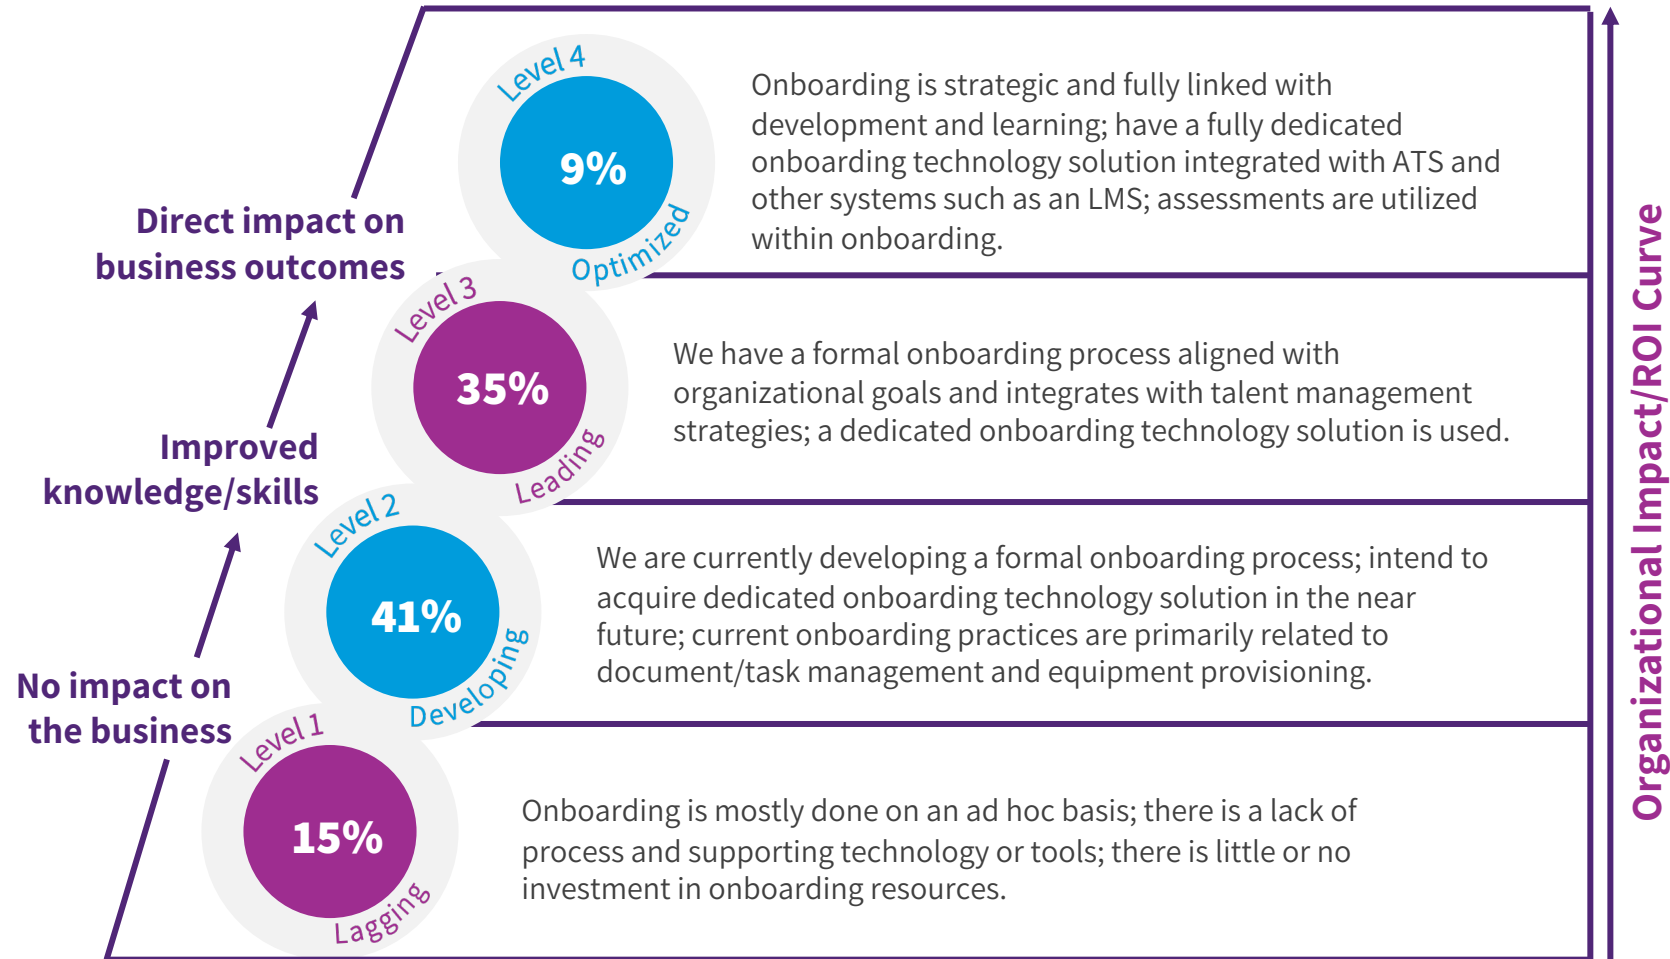 Level 4
9%
Optimized
Onboarding is strategic and fully linked with
development and learning; have a fully dedicated
onboarding technology solution integrated with ATS and
other systems such as an LMS; assessments are utilized
within onboarding.
Direct impact on
business outcomes
Level 3
35%
Leading
We have a formal onboarding process aligned with
organizational goals and integrates with talent management
strategies; a dedicated onboarding technology solution is used.
Improved
knowledge/skills
Level 2
41%
Developing
We are currently developing a formal onboarding process; intend to
acquire dedicated onboarding technology solution in the near
future; current onboarding practices are primarily related to
document/task management and equipment provisioning.
No impact on
the business
Level 1
15%
Lagging
Onboarding is mostly done on an ad hoc basis; there is a lack of
process and supporting technology or tools; there is little or no
investment in onboarding resources.
Organizational Impact/ROI Curve